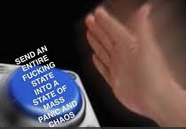 SEND AN
ENTIRE
FUCKING
STATE
INTO A
STATE OF
MASS
PANIC AND
CHAOS